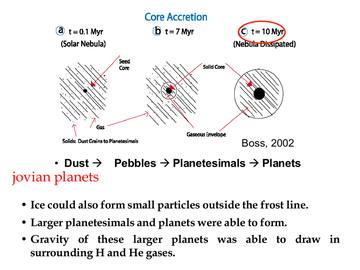 Core Accretion
a t = 0.1 Myr
(Solar Nebula)
b t = 7 Myr
c t = 10 Myr
(Nebula Dissipated)
Seed
Core
Solid Core
Gas
Solids: Dust Grains to Planetesimals
Gaseous Envelope
Boss, 2002
• Dust → Pebbles → Planetesimals → Planets
jovian planets
• Ice could also form small particles outside the frost line.
• Larger planetesimals and planets were able to form.
• Gravity of these larger planets was able to draw in
surrounding H and He gases.